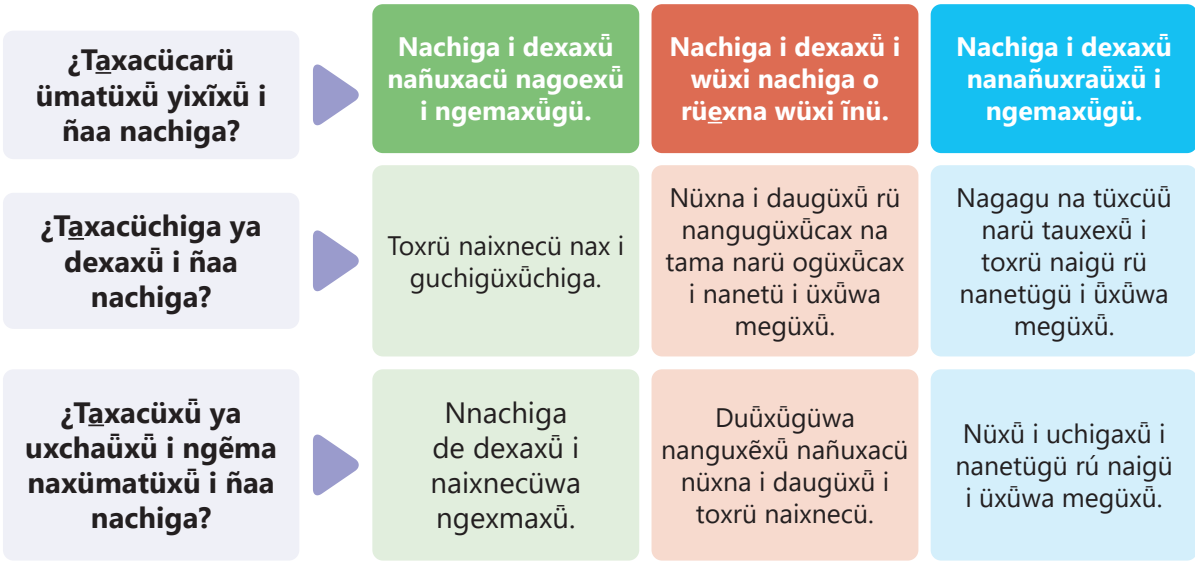 ¿Ta̲xacücarü
ümatüxü̃ yixĩxü̃ i
ñaa nachiga?
Nachiga i dexaxü̃
nañuxacü nagoexü̃
i ngemaxü̃gü.
Nachiga i dexaxü̃ i
wüxi nachiga o
rüe̲xna wüxi ĩnü.
Nachiga i dexaxü̃
nanañuxraü̃xü̃ i
ngemaxü̃gü.
¿Ta̲xacüchiga ya
dexaxü̃ i ñaa
nachiga?
Toxrü naixnecü nax i
guchigüxü̃chiga.
Nüxna i daugüxü̃ rü
nangugüxü̃cax na
tama narü ogüxü̃cax
i nanetü i üxü̃wa
megüxü̃.
Nagagu na tüxcüü̃
narü tauxexü̃ i
toxrü naigü rü
nanetügü i ü̃xü̃wa
megüxü̃.
¿Ta̲xacüxü̃ ya
uxchaü̃xü̃ i ngẽma
naxümatüxü̃ i ñaa
nachiga?
Nnachiga
de dexaxü̃ i
naixnecüwa
ngexmaxü̃.
Duü̃xü̃güwa
nanguxẽxü̃ nañuxacü
nüxna i daugüxü̃ i
toxrü naixnecü.
Nüxü̃ i uchigaxü̃ i
nanetügü rú naigü
i üxü̃wa megüxü̃.